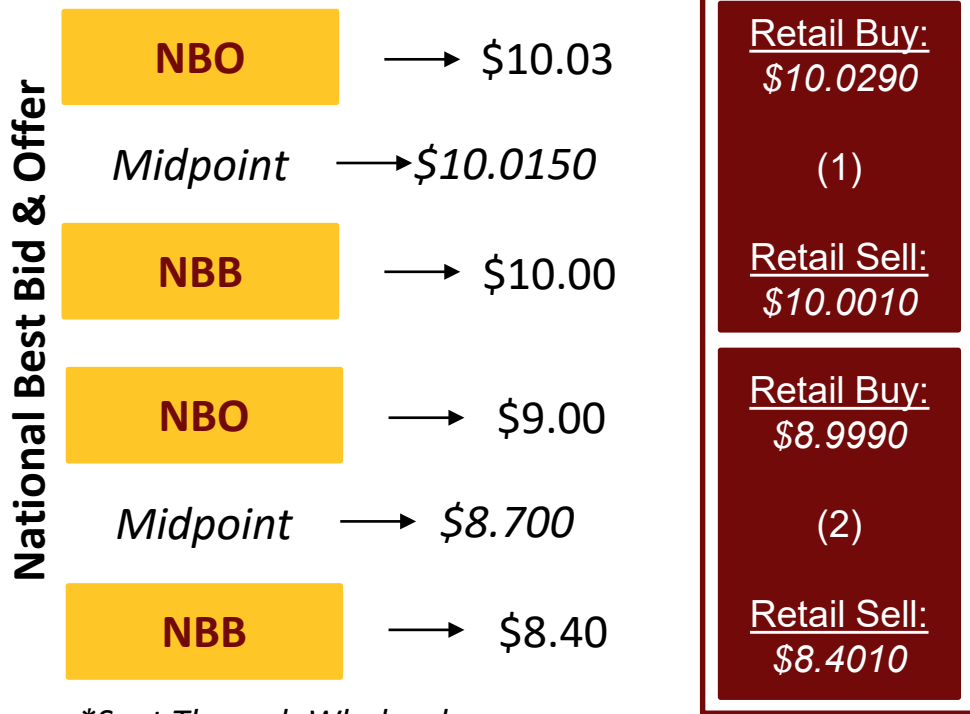 National Best Bid & Offer
NBO
$10.03
Midpoint
$10.0150
NBB
$10.00
Retail Buy:
$10.0290
(1)
Retail Sell:
$10.0010
NBO
$9.00
Midpoint
$8.700
NBB
$8.40
Retail Buy:
$8.9990
(2)
Retail Sell:
$8.4010